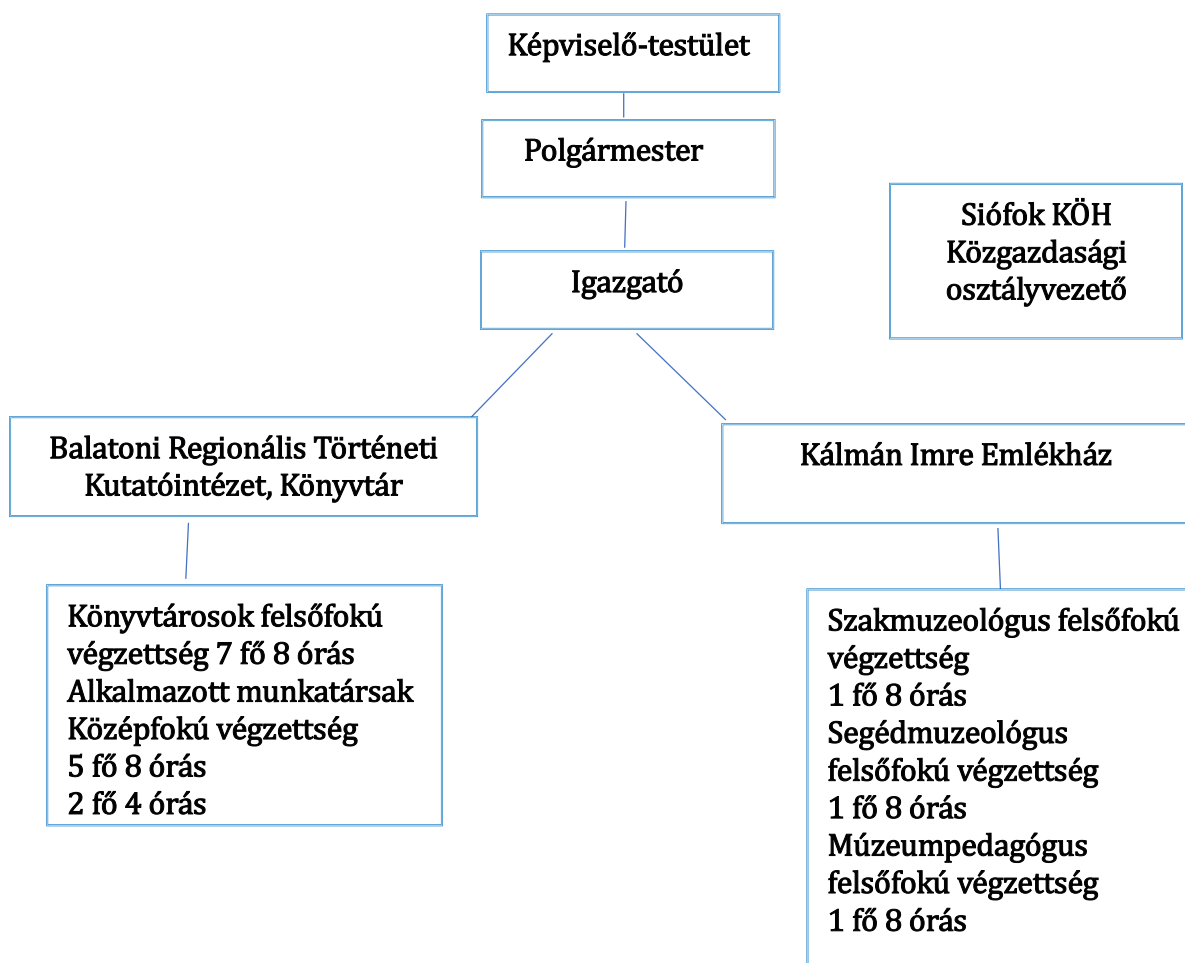 Képviselő-testület
Polgármester
Siófok KÖH
Közgazdasági
osztályvezető
Igazgató
Balatoni Regionális Történeti
Kutatóintézet, Könyvtár
Kálmán Imre Emlékház
Könyvtárosok felsőfokú
végzettség 7 fő 8 órás
Alkalmazott munkatársak
Középfokú végzettség
5 fő 8 órás
2 fő 4 órás
Szakmuzeológus felsőfokú
végzettség
1 fő 8 órás
Segédmuzeológus
felsőfokú végzettség
1 fő 8 órás
Múzeumpedagógus
felsőfokú végzettség
1 fő 8 órás